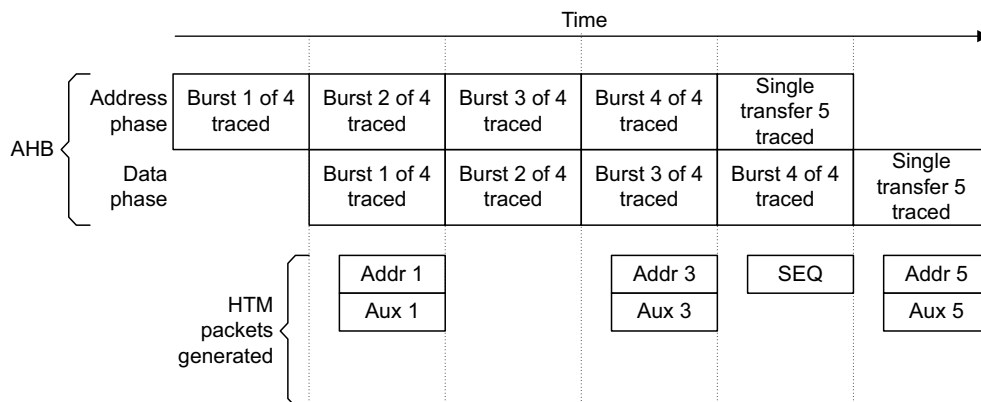 Time
AHB
Address
phase
Burst 1 of 4
traced
Burst 2 of 4
traced
Burst 3 of 4
traced
Burst 4 of 4
traced
Single
transfer 5
traced
Data
phase
Burst 1 of 4
traced
Burst 2 of 4
traced
Burst 3 of 4
traced
Burst 4 of 4
traced
Single
transfer 5
traced
HTM
packets
generated
Addr 1
Aux 1
Addr 3
Aux 3
SEQ
Addr 5
Aux 5